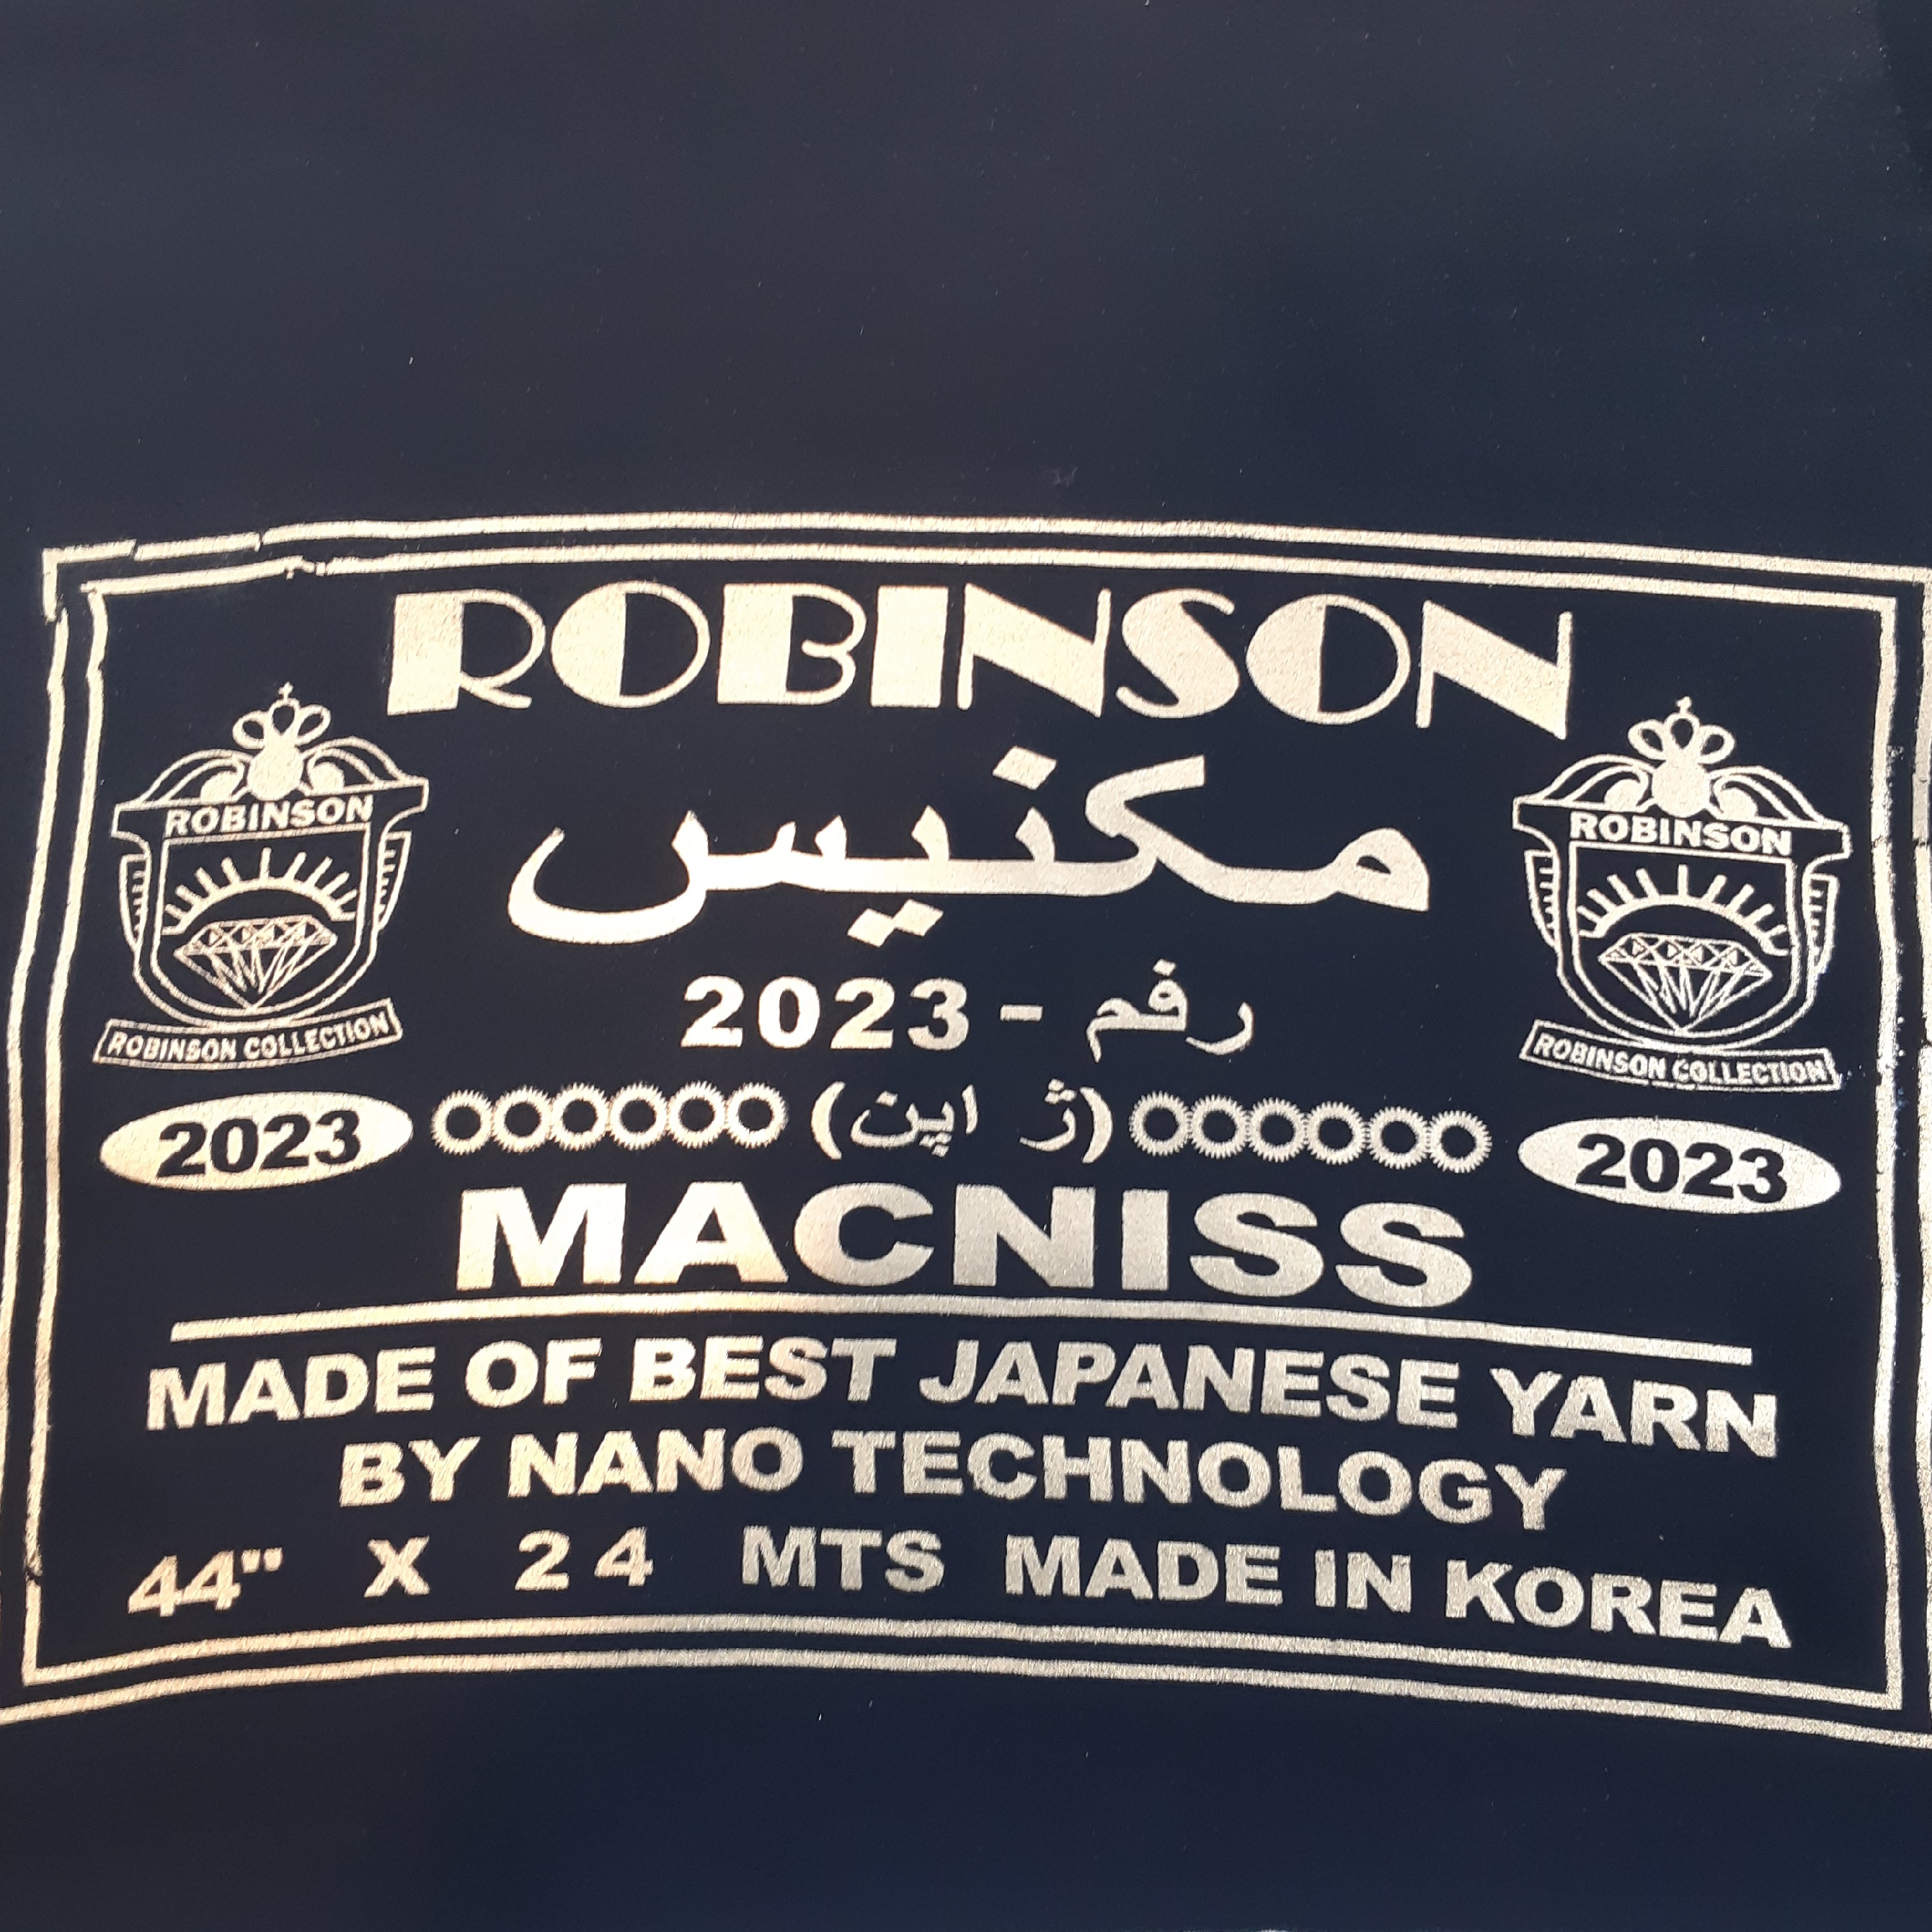 ROBINSON
مكنيس
ROBINSON
ROBINSON
رفم - 2023
ROBINSON COLLECTION
ROBINSON COLLECTION
2023
(ژ اپن)
2023
MACNISS
MADE OF BEST JAPANESE YARN
BY NANO TECHNOLOGY
44" X 24 MTS MADE IN KOREA